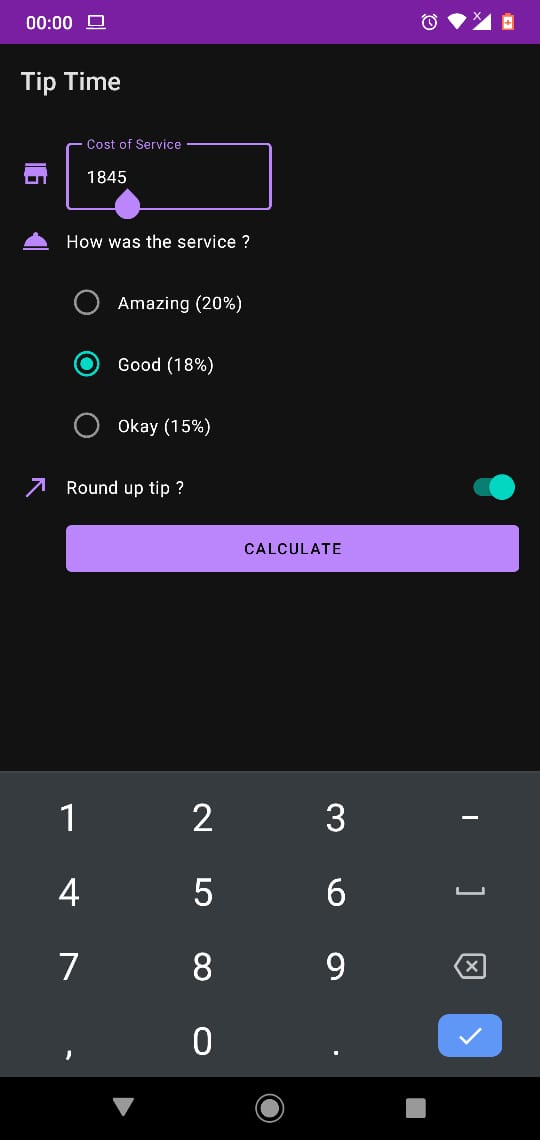 00:00
Tip Time
Cost of Service
1845
How was the service ?
Amazing (20%)
Good (18%)
Okay (15%)
Round up tip ?
CALCULATE
1 2 3 –
4 5 6
7 8 9
, 0 .